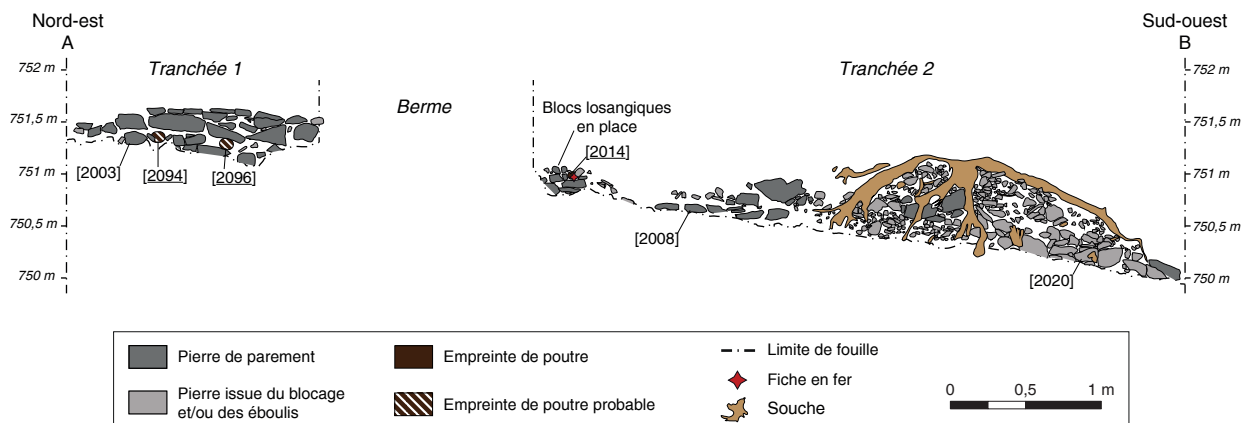 Nord-est
A
Sud-ouest
B
752 m
Tranchée 1
Tranchée 2
752 m
Berme
751,5 m
Blocs losangiques
en place
751,5 m
[2014]
[2003]
[2094]
[2096]
751 m
751 m
750,5 m
[2008]
750,5 m
750 m
[2020]
750 m
Pierre de parement
Pierre issue du blocage
et/ou des éboulis
Empreinte de poutre
Empreinte de poutre probable
Limite de fouille
Fiche en fer
Souche
0 0,5 1 m